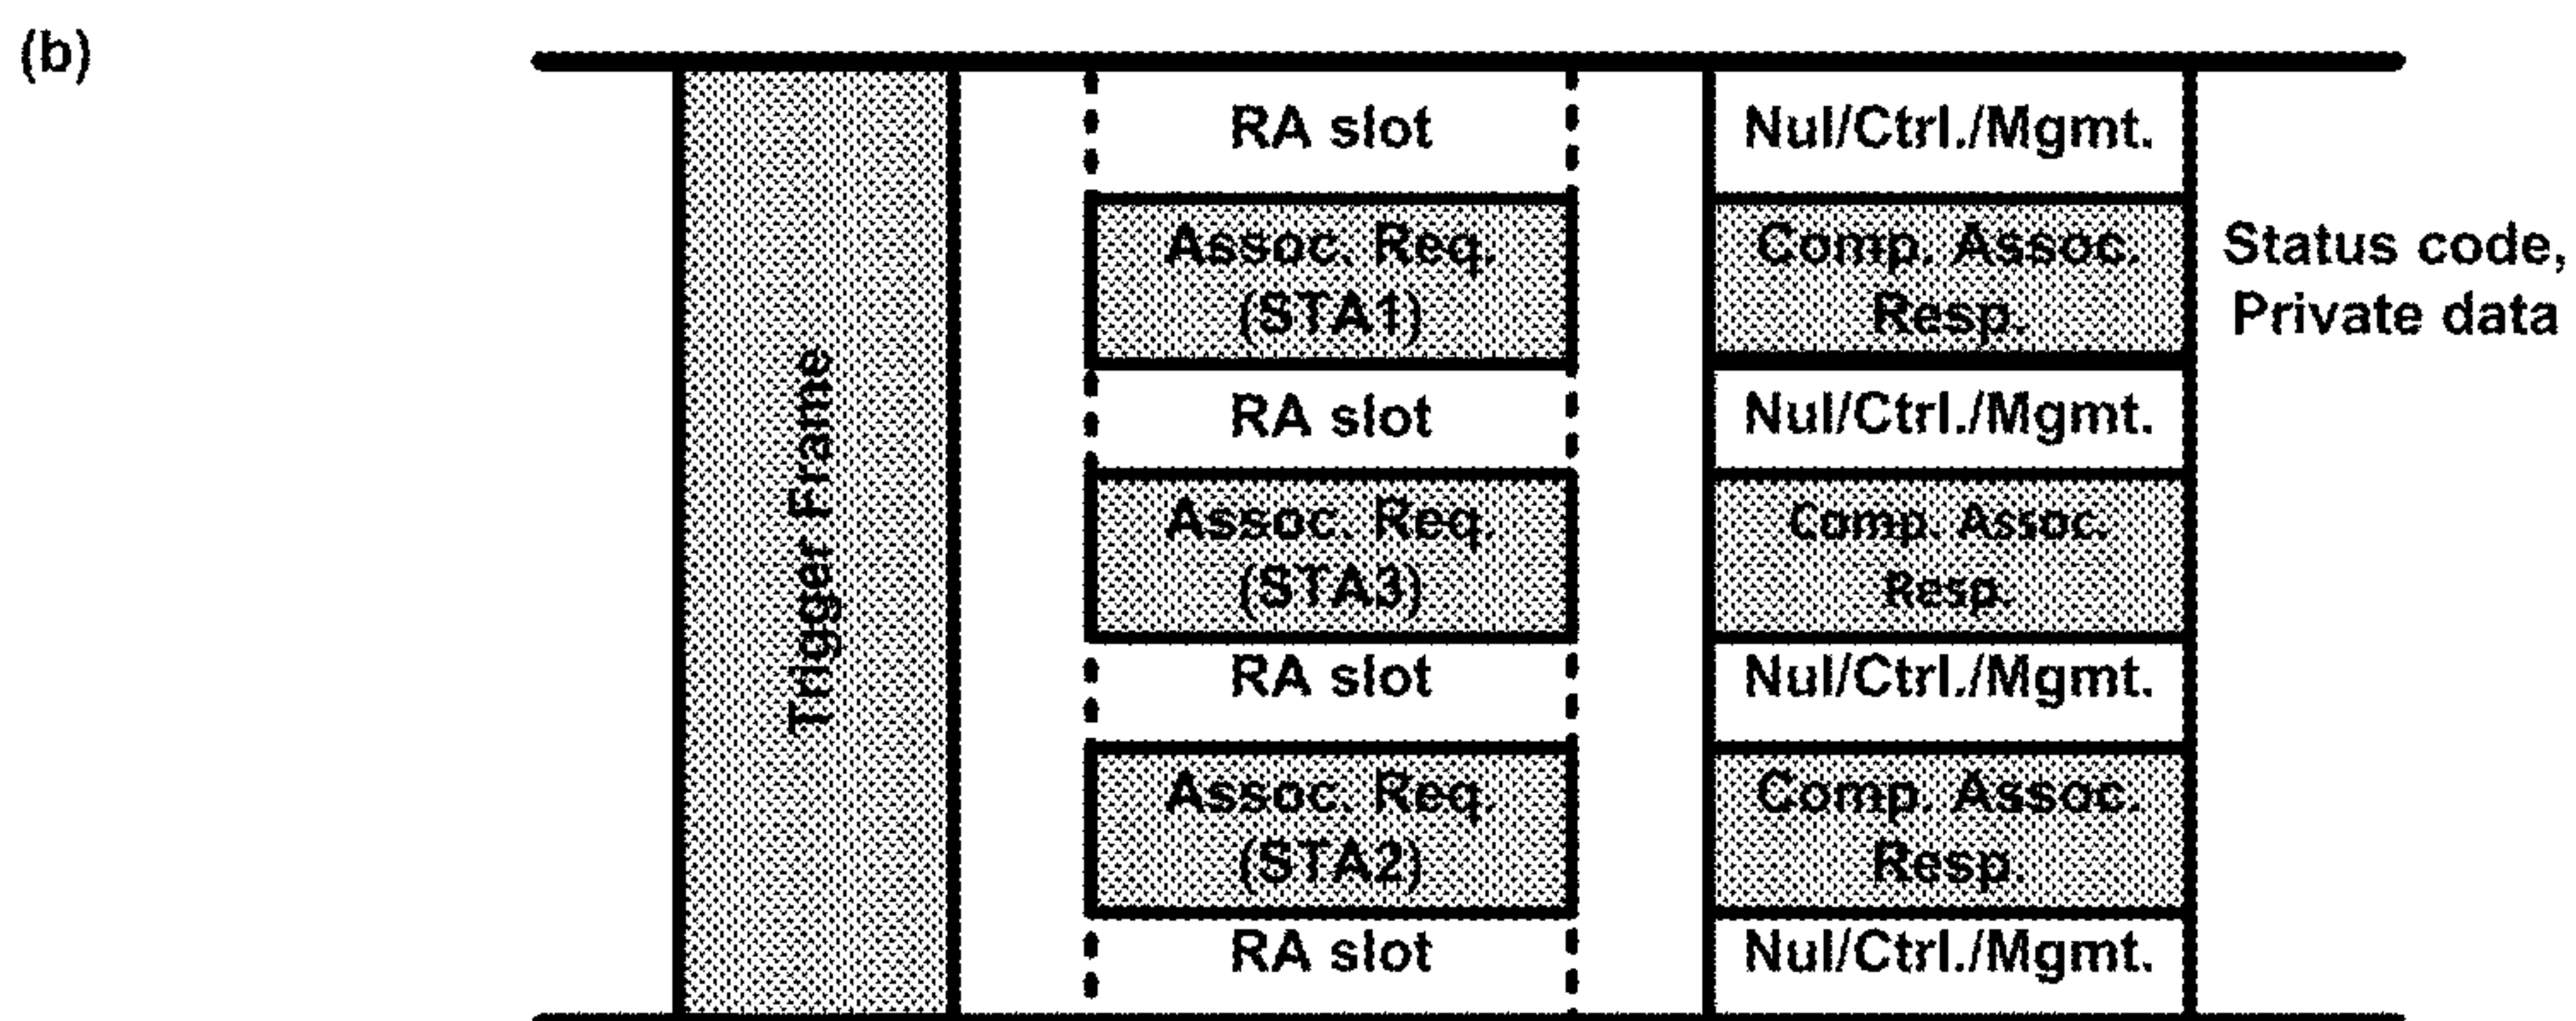 (b)
Trigger Frame
RA slot
Assoc. Req.
(STA1)
RA slot
Assoc. Req.
(STA3)
RA slot
Assoc. Req.
(STA2)
RA slot
Nul/Ctrl./Mgmt.
Comp. Assoc.
Resp.
Nul/Ctrl./Mgmt.
Comp. Assoc.
Resp.
Nul/Ctrl./Mgmt.
Comp. Assoc.
Resp.
Nul/Ctrl./Mgmt.
Status code,
Private data